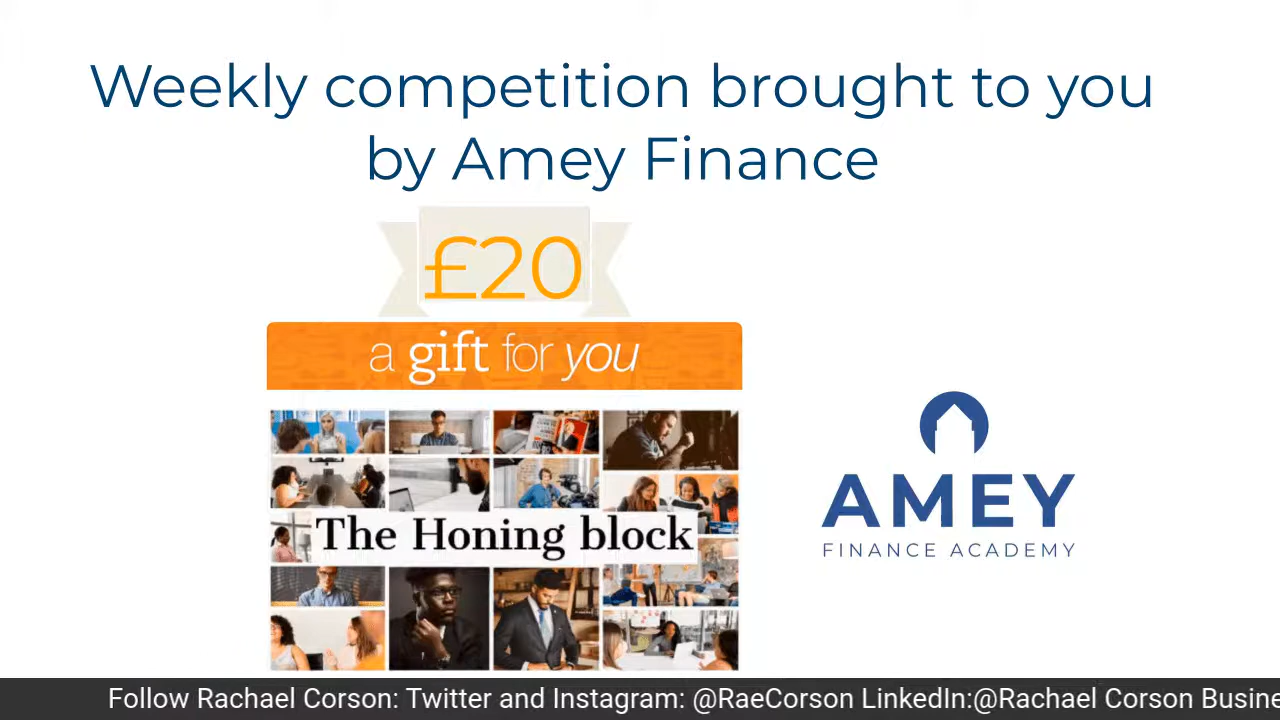 Weekly competition brought to you
by Amey Finance
£20
a gift for you
The Honing block
AMEY
FINANCE ACADEMY
Follow Rachael Corson: Twitter and Instagram: @RaeCorson LinkedIn:@Rachael Corson Busine